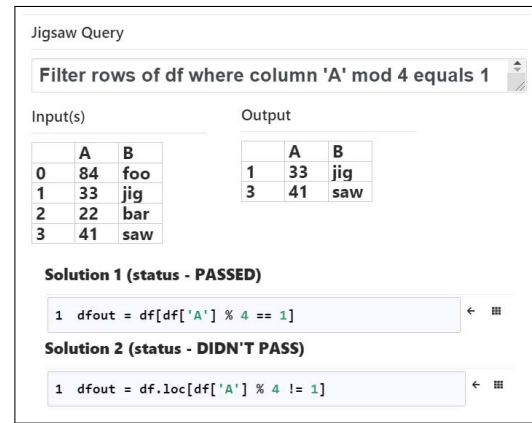 Jigsaw Query
Filter rows of df where column 'A' mod 4 equals 1
Input(s)
Output
A B
0 84 foo
1 33 jig
2 22 bar
3 41 saw
A B
1 33 jig
3 41 saw
Solution 1 (status - PASSED)
1 dfout = df[df['A'] % 4 == 1]
Solution 2 (status - DIDN'T PASS)
1 dfout = df.loc[df['A'] % 4 != 1]